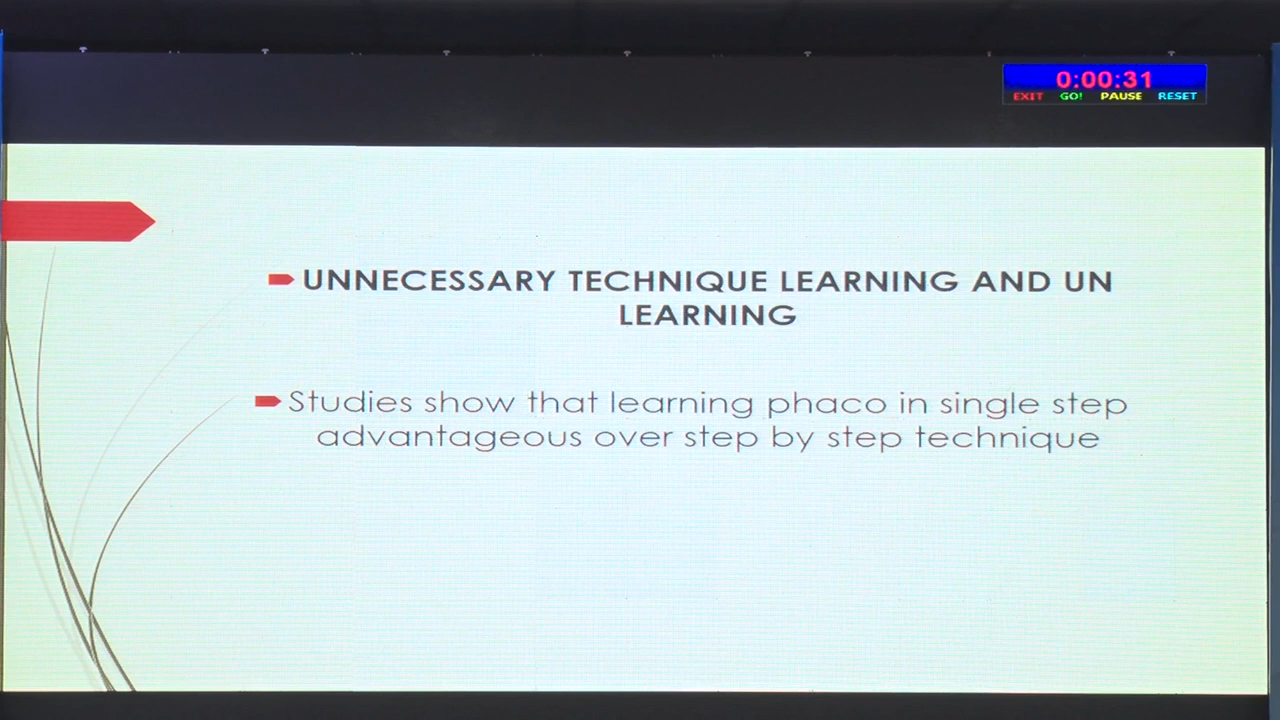 0:00:31
EXIT GO! PAUSE RESET
UNNECESSARY TECHNIQUE LEARNING AND UN
LEARNING
Studies show that learning phaco in single step
advantageous over step by step technique